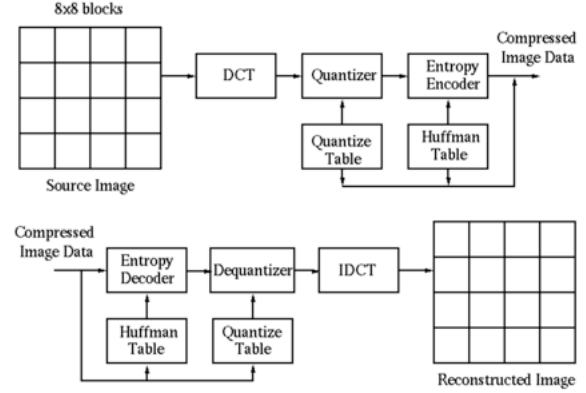 8x8 blocks
Compressed
Image Data
DCT
Quantizer
Entropy
Encoder
Quantize
Table
Huffman
Table
Source Image
Compressed
Image Data
Entropy
Decoder
Dequantizer
IDCT
Huffman
Table
Quantize
Table
Reconstructed Image